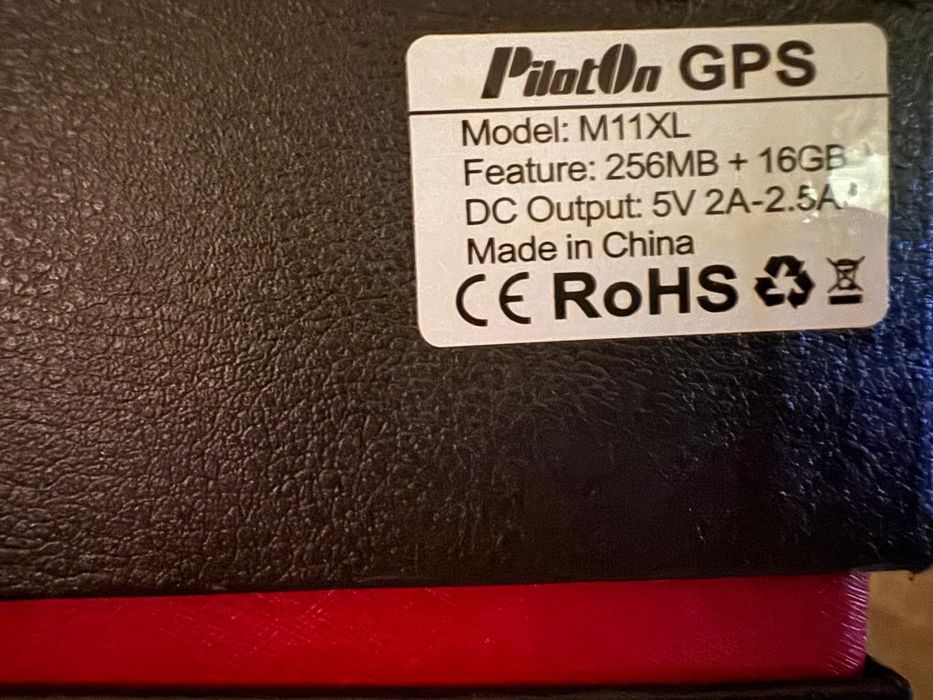 PilotOn GPS
Model: M11XL
Feature: 256MB + 16GB
DC Output: 5V 2A-2.5A
Made in China
CE RoHS